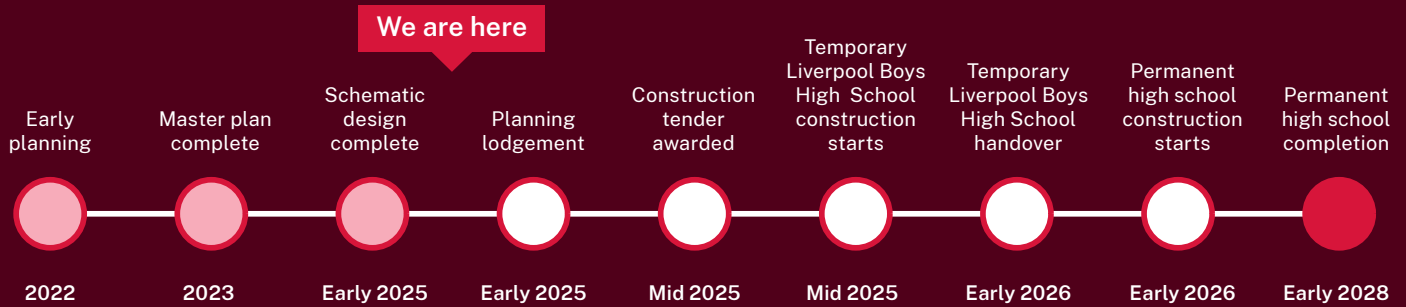 We are here
Early
planning
Master plan
complete
Schematic
design
complete
Planning
lodgement
Construction
tender
awarded
Temporary
Liverpool Boys
High School
construction
starts
Temporary
Liverpool Boys
High School
handover
Permanent
high school
construction
starts
Permanent
high school
completion
2022
2023
Early 2025
Early 2025
Mid 2025
Mid 2025
Early 2026
Early 2026
Early 2028